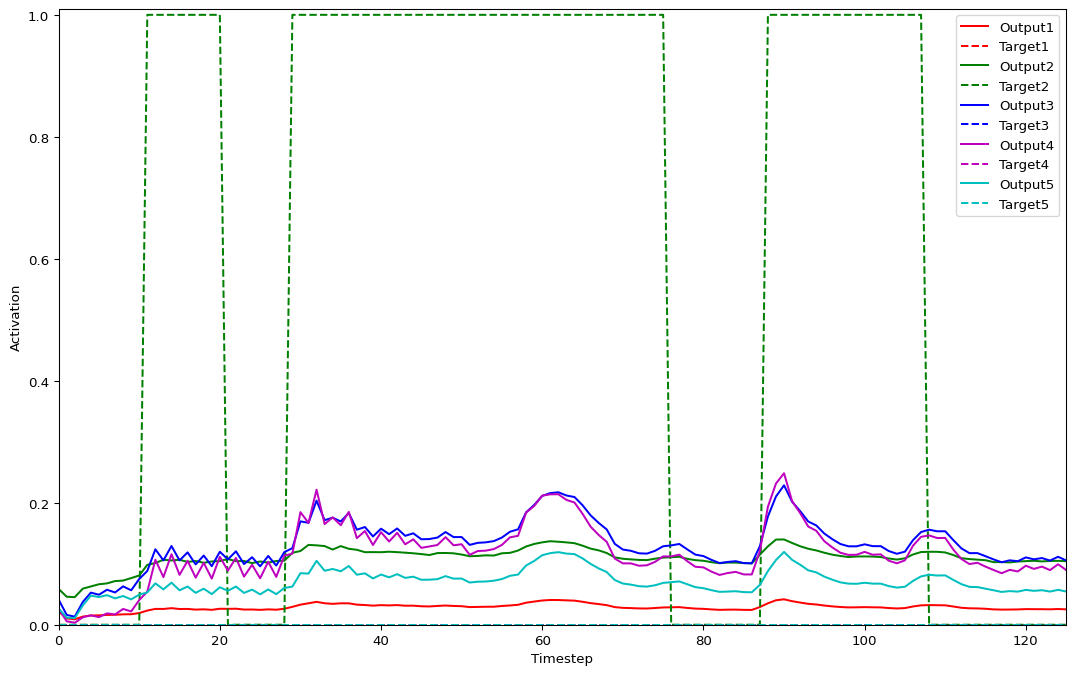 1.0
0.8
0.6
0.4
0.2
0.0
Activation
0
20
40
60
80
100
120
Timestep
Output1
Target1
Output2
Target2
Output3
Target3
Output4
Target4
Output5
Target5